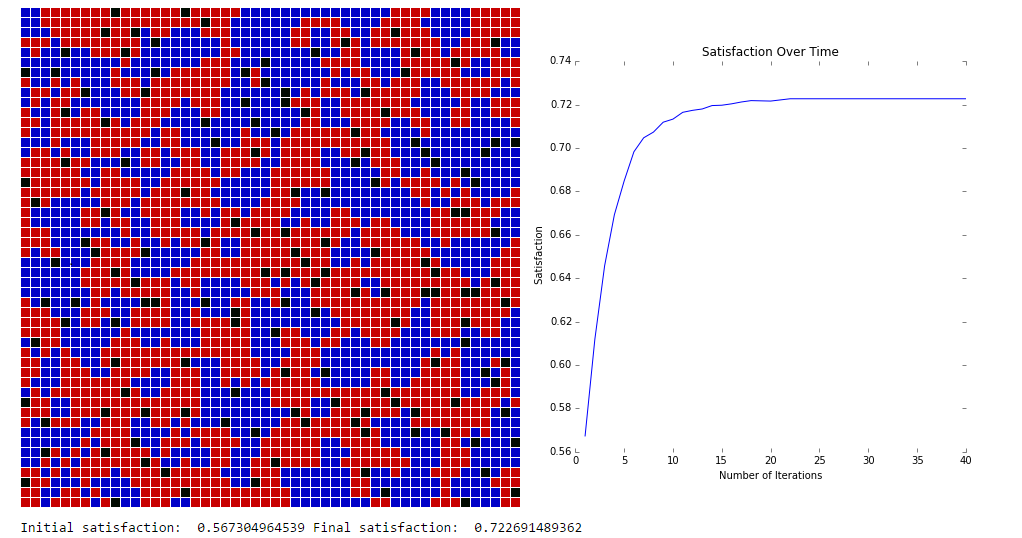 Satisfaction Over Time
0.74
0.72
0.70
0.68
0.66
0.64
0.62
0.60
0.58
0.56
Satisfaction
0 5 10 15 20 25 30 35 40
Number of Iterations
Initial satisfaction: 0.567304964539 Final satisfaction: 0.722691489362